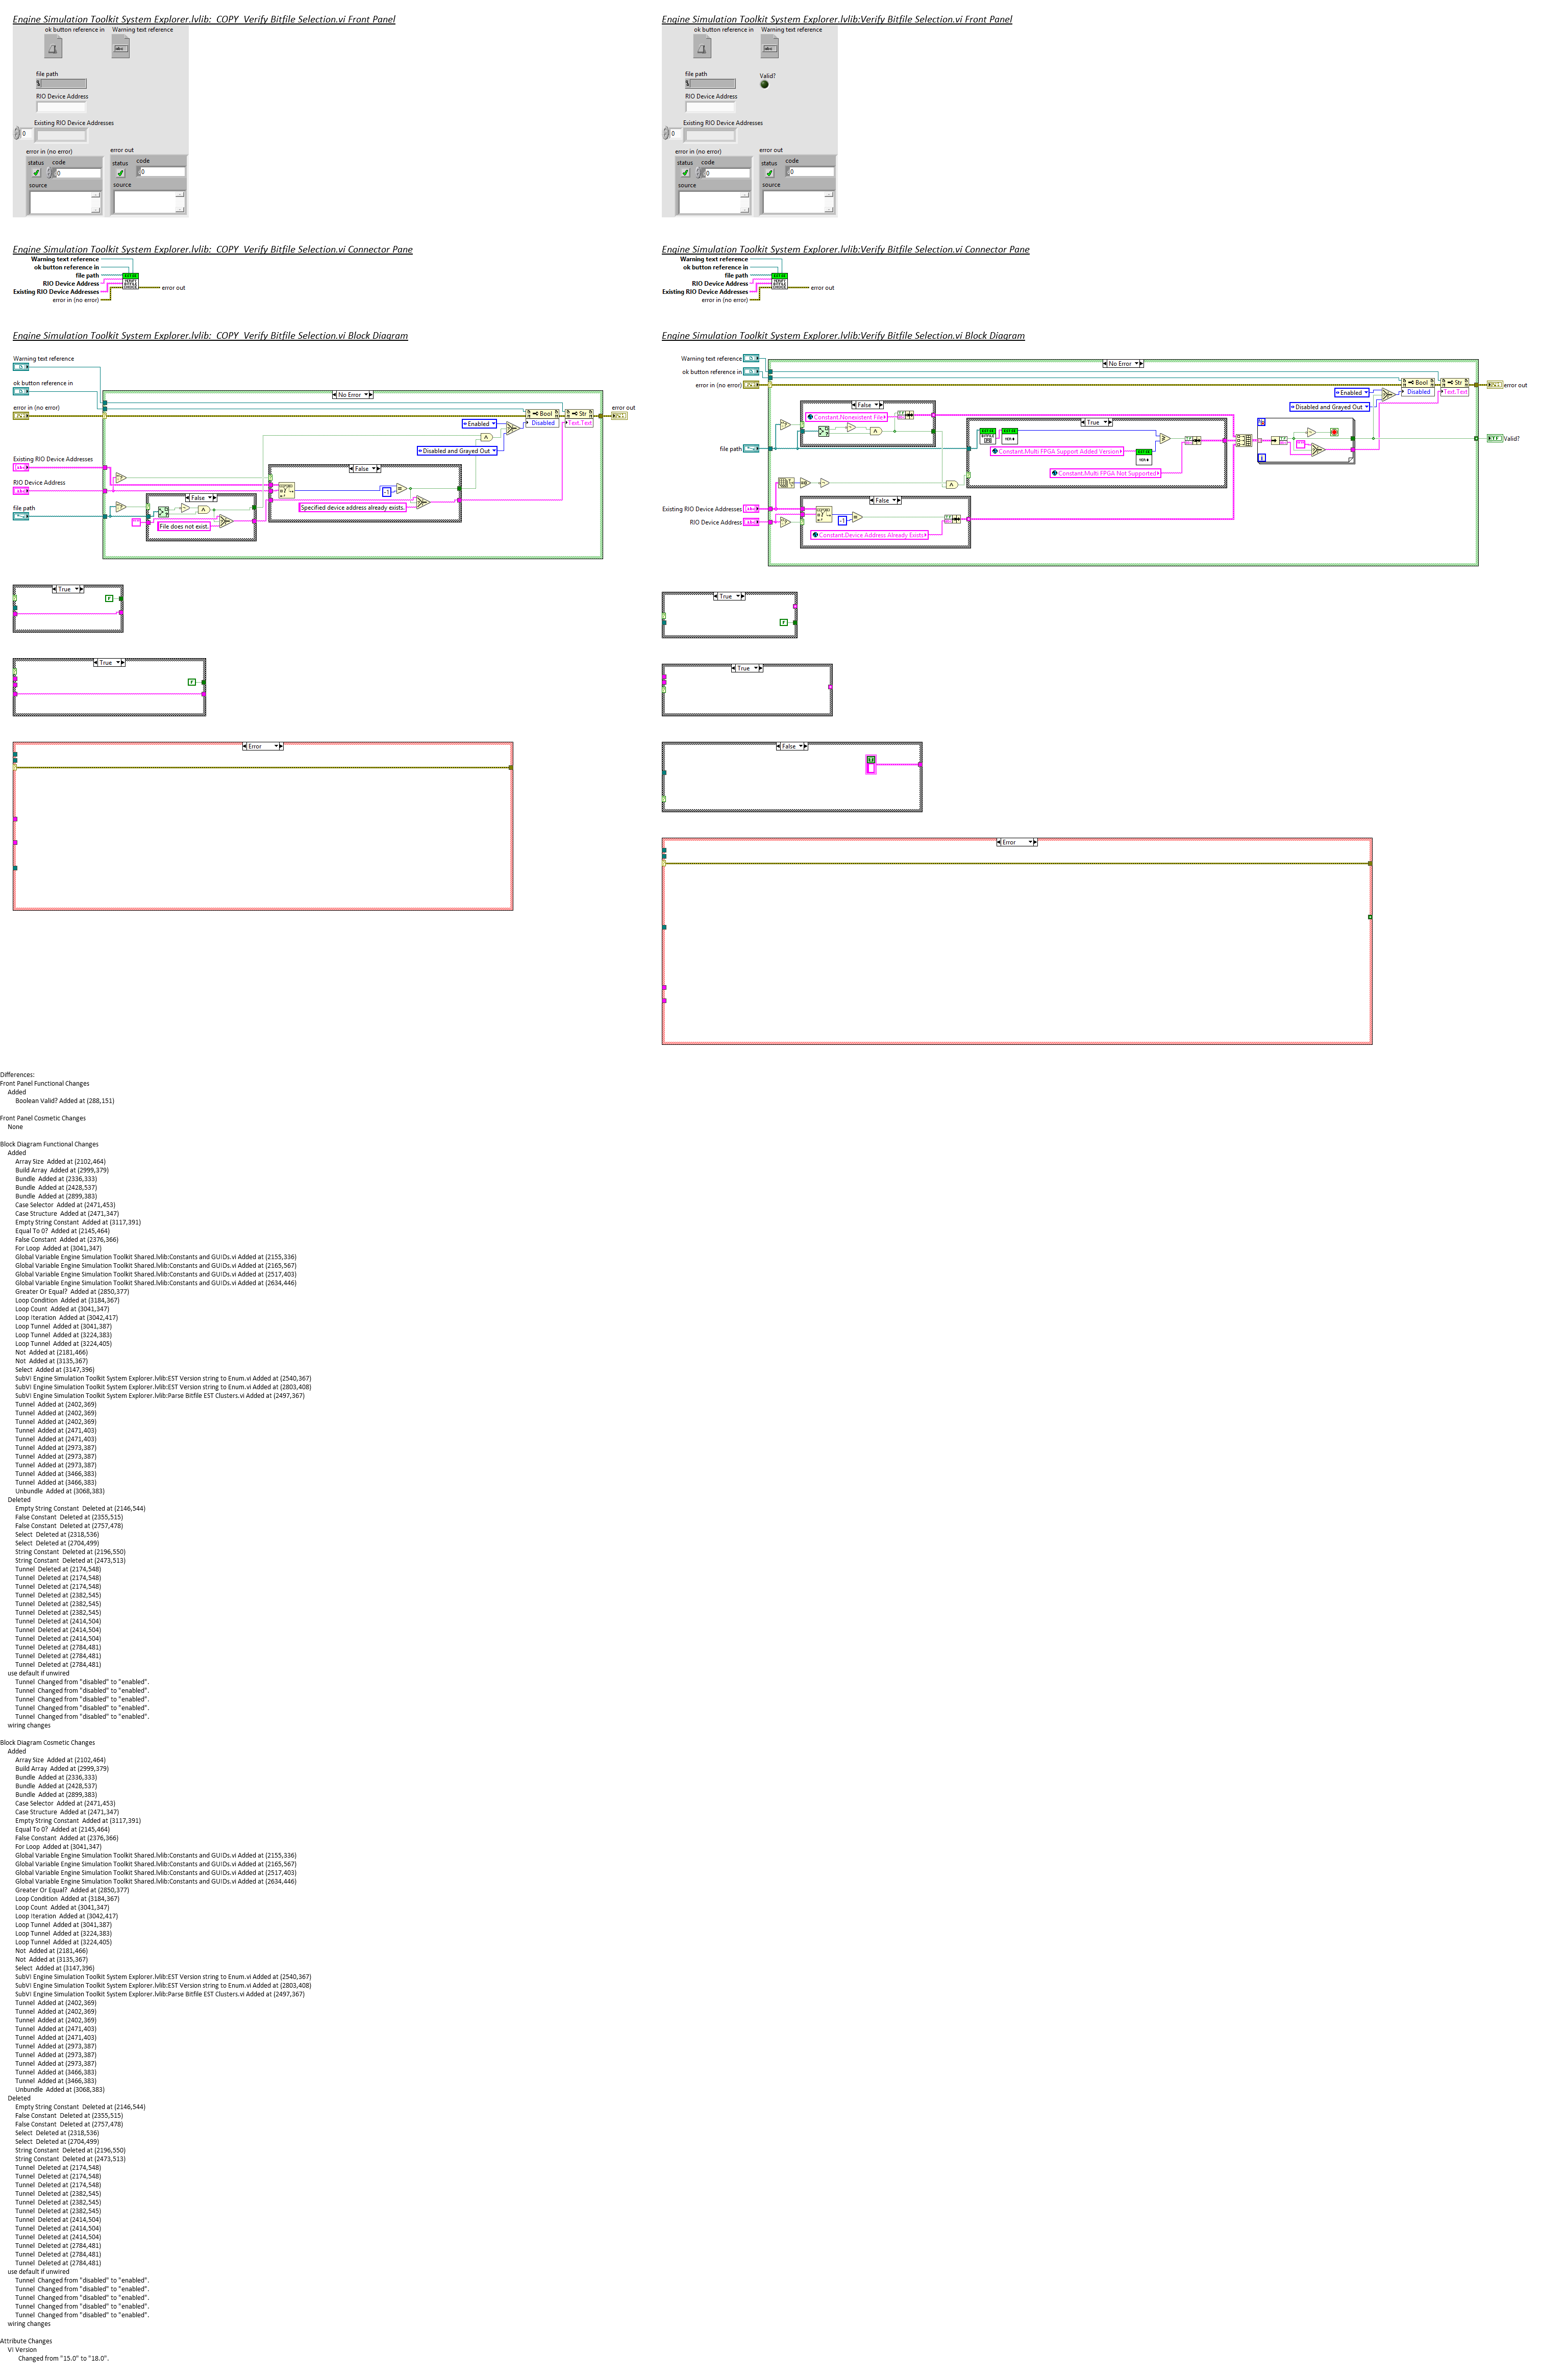 Engine Simulation Toolkit System Explorer.lvlib:_COPY_Verify Bitfile Selection.vi Front Panel
ok button reference in
Warning text reference
file path
RIO Device Address
Existing RIO Device Addresses
0
error in (no error)
error out
status
code
0
status
code
0
source
source
Engine Simulation Toolkit System Explorer.lvlib:_COPY_Verify Bitfile Selection.vi Connector Pane
Warning text reference
ok button reference in
file path
RIO Device Address
Existing RIO Device Addresses
error in (no error)
error out
Engine Simulation Toolkit System Explorer.lvlib:_COPY_Verify Bitfile Selection.vi Block Diagram
Warning text reference
ok button reference in
error in (no error)
Existing RIO Device Addresses
RIO Device Address
file path
No Error
Bool
Disabled
Str
Text.Text
error out
Enabled
Disabled and Grayed Out
False
-1
Specified device address already exists.
False
File does not exist.
True
F
True
F
Error
Engine Simulation Toolkit System Explorer.lvlib:Verify Bitfile Selection.vi Front Panel
ok button reference in
Warning text reference
file path
Valid?
RIO Device Address
Existing RIO Device Addresses
0
error in (no error)
error out
status
code
0
status
code
0
source
source
Engine Simulation Toolkit System Explorer.lvlib:Verify Bitfile Selection.vi Connector Pane
Warning text reference
ok button reference in
file path
RIO Device Address
Existing RIO Device Addresses
error in (no error)
error out
Engine Simulation Toolkit System Explorer.lvlib:Verify Bitfile Selection.vi Block Diagram
Warning text reference
ok button reference in
error in (no error)
file path
Existing RIO Device Addresses
RIO Device Address
No Error
Bool
Disabled
Str
Text.Text
error out
Enabled
Disabled and Grayed Out
False
Constant.Nonexistent File
True
Constant.Multi FPGA Support Added Version
Constant.Multi-FPGA Not Supported
Valid?
False
-1
Constant.Device Address Already Exists
True
F
True
False
Error
Differences:
Front Panel Functional Changes
Added
Boolean Valid? Added at (288,151)
Front Panel Cosmetic Changes
None
Block Diagram Functional Changes
Added
Array Size  Added at (2102,464)
Build Array  Added at (2999,379)
Bundle  Added at (2336,333)
Bundle  Added at (2428,537)
Bundle  Added at (2899,383)
Case Selector  Added at (2471,453)
Case Structure  Added at (2471,347)
Empty String Constant  Added at (3117,391)
Equal To 0?  Added at (2145,464)
False Constant  Added at (2376,366)
For Loop  Added at (3041,347)
Global Variable Engine Simulation Toolkit Shared.lvlib:Constants and GUIDs.vi Added at (2155,336)
Global Variable Engine Simulation Toolkit Shared.lvlib:Constants and GUIDs.vi Added at (2165,567)
Global Variable Engine Simulation Toolkit Shared.lvlib:Constants and GUIDs.vi Added at (2517,403)
Global Variable Engine Simulation Toolkit Shared.lvlib:Constants and GUIDs.vi Added at (2634,446)
Greater Or Equal?  Added at (2850,377)
Loop Condition  Added at (3184,367)
Loop Count  Added at (3041,347)
Loop Iteration  Added at (3042,417)
Loop Tunnel  Added at (3041,387)
Loop Tunnel  Added at (3224,383)
Loop Tunnel  Added at (3224,405)
Not  Added at (2181,466)
Not  Added at (3135,367)
Select  Added at (3147,396)
SubVI Engine Simulation Toolkit System Explorer.lvlib:EST Version string to Enum.vi Added at (2540,367)
SubVI Engine Simulation Toolkit System Explorer.lvlib:EST Version string to Enum.vi Added at (2803,408)
SubVI Engine Simulation Toolkit System Explorer.lvlib:Parse Bitfile EST Clusters.vi Added at (2497,367)
Tunnel  Added at (2402,369)
Tunnel  Added at (2402,369)
Tunnel  Added at (2402,369)
Tunnel  Added at (2471,403)
Tunnel  Added at (2471,403)
Tunnel  Added at (2973,387)
Tunnel  Added at (2973,387)
Tunnel  Added at (2973,387)
Tunnel  Added at (3466,383)
Tunnel  Added at (3466,383)
Unbundle  Added at (3068,383)
Deleted
Empty String Constant  Deleted at (2146,544)
False Constant  Deleted at (2355,515)
False Constant  Deleted at (2757,478)
Select  Deleted at (2318,536)
Select  Deleted at (2704,499)
String Constant  Deleted at (2196,550)
String Constant  Deleted at (2473,513)
Tunnel  Deleted at (2174,548)
Tunnel  Deleted at (2174,548)
Tunnel  Deleted at (2174,548)
Tunnel  Deleted at (2382,545)
Tunnel  Deleted at (2382,545)
Tunnel  Deleted at (2382,545)
Tunnel  Deleted at (2414,504)
Tunnel  Deleted at (2414,504)
Tunnel  Deleted at (2414,504)
Tunnel  Deleted at (2784,481)
Tunnel  Deleted at (2784,481)
Tunnel  Deleted at (2784,481)
use default if unwired
Tunnel  Changed from "disabled" to "enabled".
Tunnel  Changed from "disabled" to "enabled".
Tunnel  Changed from "disabled" to "enabled".
Tunnel  Changed from "disabled" to "enabled".
Tunnel  Changed from "disabled" to "enabled".
wiring changes
Block Diagram Cosmetic Changes
Added
Array Size  Added at (2102,464)
Build Array  Added at (2999,379)
Bundle  Added at (2336,333)
Bundle  Added at (2428,537)
Bundle  Added at (2899,383)
Case Selector  Added at (2471,453)
Case Structure  Added at (2471,347)
Empty String Constant  Added at (3117,391)
Equal To 0?  Added at (2145,464)
False Constant  Added at (2376,366)
For Loop  Added at (3041,347)
Global Variable Engine Simulation Toolkit Shared.lvlib:Constants and GUIDs.vi Added at (2155,336)
Global Variable Engine Simulation Toolkit Shared.lvlib:Constants and GUIDs.vi Added at (2165,567)
Global Variable Engine Simulation Toolkit Shared.lvlib:Constants and GUIDs.vi Added at (2517,403)
Global Variable Engine Simulation Toolkit Shared.lvlib:Constants and GUIDs.vi Added at (2634,446)
Greater Or Equal?  Added at (2850,377)
Loop Condition  Added at (3184,367)
Loop Count  Added at (3041,347)
Loop Iteration  Added at (3042,417)
Loop Tunnel  Added at (3041,387)
Loop Tunnel  Added at (3224,383)
Loop Tunnel  Added at (3224,405)
Not  Added at (2181,466)
Not  Added at (3135,367)
Select  Added at (3147,396)
SubVI Engine Simulation Toolkit System Explorer.lvlib:EST Version string to Enum.vi Added at (2540,367)
SubVI Engine Simulation Toolkit System Explorer.lvlib:EST Version string to Enum.vi Added at (2803,408)
SubVI Engine Simulation Toolkit System Explorer.lvlib:Parse Bitfile EST Clusters.vi Added at (2497,367)
Tunnel  Added at (2402,369)
Tunnel  Added at (2402,369)
Tunnel  Added at (2402,369)
Tunnel  Added at (2471,403)
Tunnel  Added at (2471,403)
Tunnel  Added at (2973,387)
Tunnel  Added at (2973,387)
Tunnel  Added at (2973,387)
Tunnel  Added at (3466,383)
Tunnel  Added at (3466,383)
Unbundle  Added at (3068,383)
Deleted
Empty String Constant  Deleted at (2146,544)
False Constant  Deleted at (2355,515)
False Constant  Deleted at (2757,478)
Select  Deleted at (2318,536)
Select  Deleted at (2704,499)
String Constant  Deleted at (2196,550)
String Constant  Deleted at (2473,513)
Tunnel  Deleted at (2174,548)
Tunnel  Deleted at (2174,548)
Tunnel  Deleted at (2174,548)
Tunnel  Deleted at (2382,545)
Tunnel  Deleted at (2382,545)
Tunnel  Deleted at (2382,545)
Tunnel  Deleted at (2414,504)
Tunnel  Deleted at (2414,504)
Tunnel  Deleted at (2414,504)
Tunnel  Deleted at (2784,481)
Tunnel  Deleted at (2784,481)
Tunnel  Deleted at (2784,481)
use default if unwired
Tunnel  Changed from "disabled" to "enabled".
Tunnel  Changed from "disabled" to "enabled".
Tunnel  Changed from "disabled" to "enabled".
Tunnel  Changed from "disabled" to "enabled".
Tunnel  Changed from "disabled" to "enabled".
wiring changes
Attribute Changes
VI Version
Changed from "15.0" to "18.0".